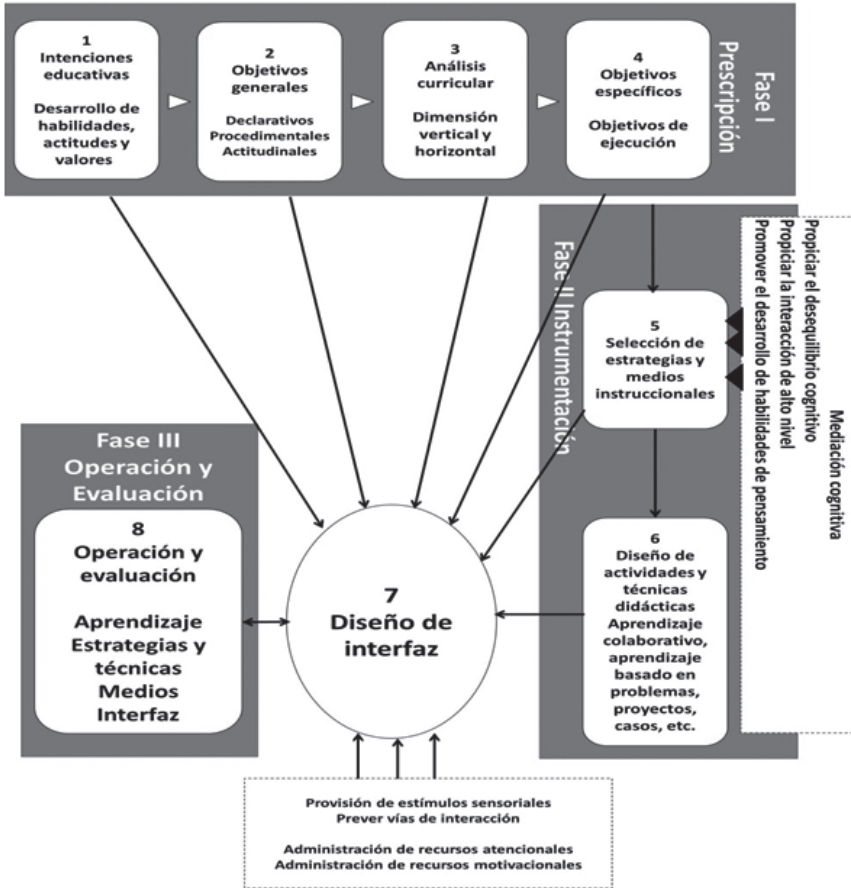 1
Intenciones
educativas
Desarrollo de
habilidades,
actitudes y
valores
2
Objetivos
generales
Declarativos
Procedimentales
Actitudinales
3
Análisis
curricular
Dimensión
vertical y
horizontal
4
Objetivos
específicos
Objetivos de
ejecución
Fase I
Prescripción
Fase II Instrumentación
5
Selección de
estrategias y
medios
instruccionales
Mediación cognitiva
Propiciar el desequilibrio cognitivo
Propiciar la interacción de alto nivel
Promover el desarrollo de habilidades de pensamiento
6
Diseño de
actividades y
técnicas
didácticas
Aprendizaje
colaborativo,
aprendizaje
basado en
problemas,
proyectos,
casos, etc.
7
Diseño de
interfaz
Fase III
Operación y
Evaluación
8
Operación y
evaluación
Aprendizaje
Estrategias y
técnicas
Medios
Interfaz
Provisión de estímulos sensoriales
Prever vías de interacción
Administración de recursos atencionales
Administración de recursos motivacionales